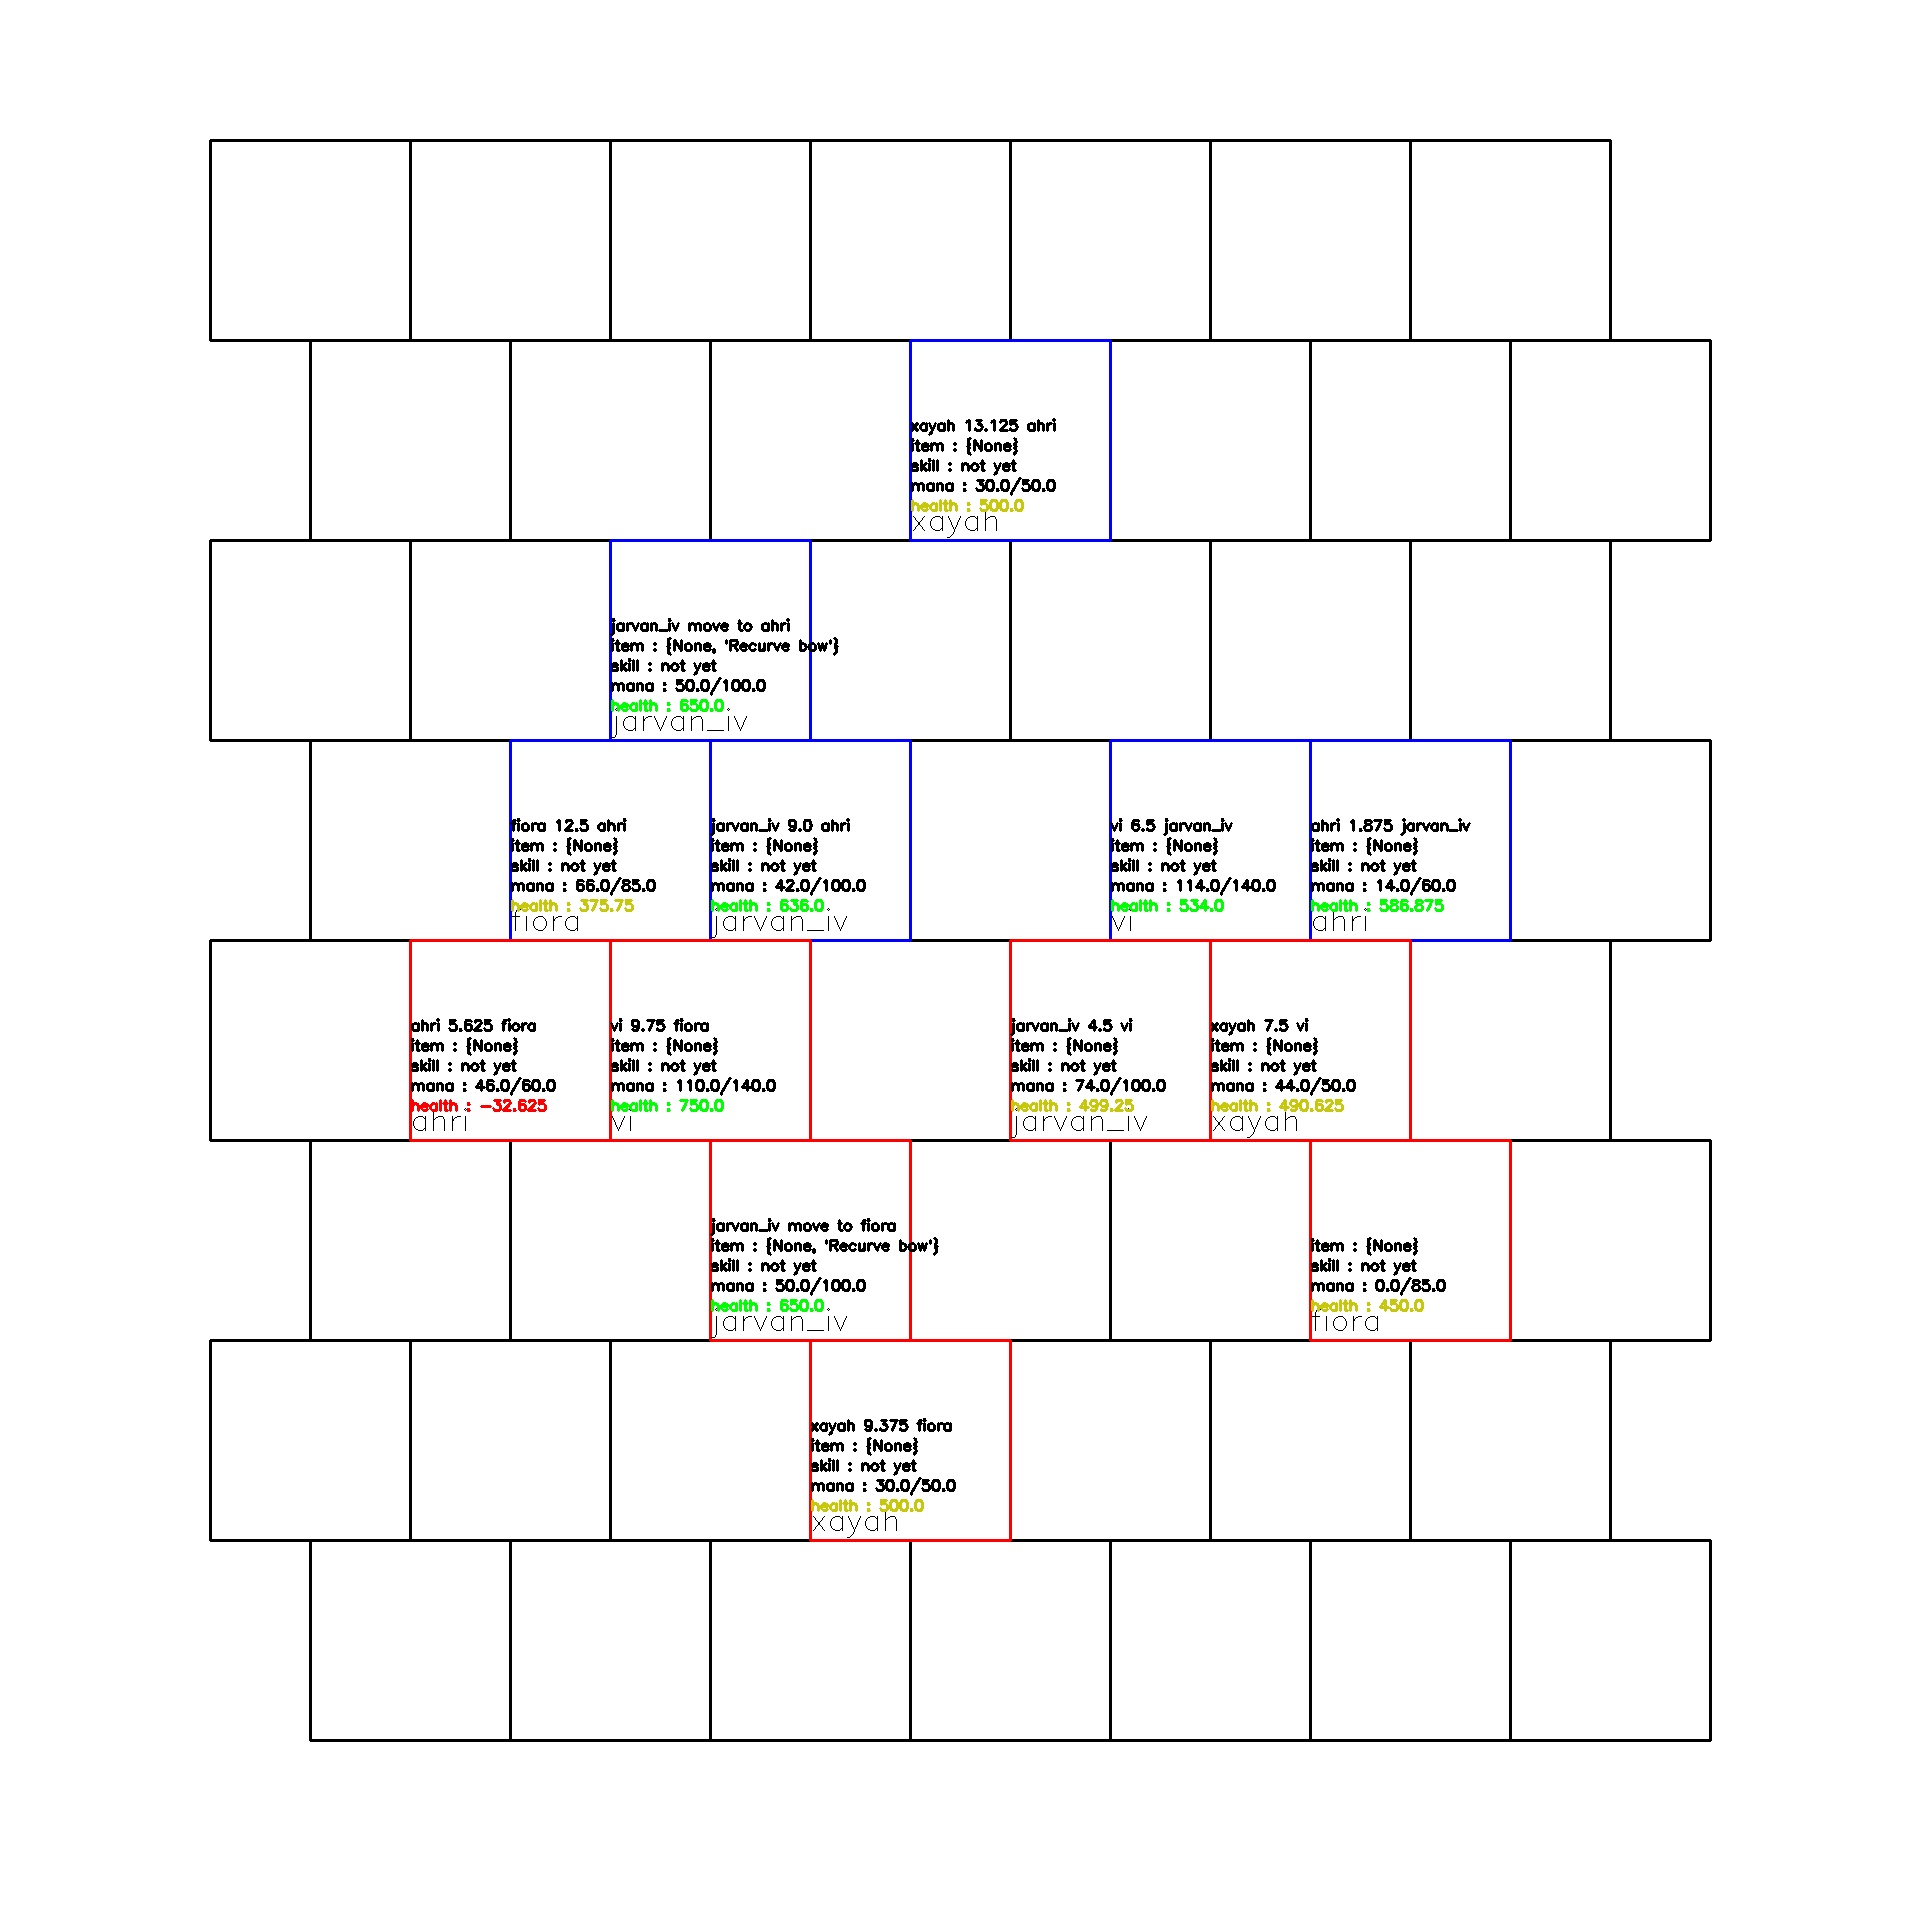 xayah 13.125 ahri
item : {None}
skill : not yet
mana : 30.0/50.0
health : 500.0
xayah
jarvan_iv move to ahri
item : {None, 'Recurve bow'}
skill : not yet
mana : 50.0/100.0
health : 650.0
jarvan_iv
fiora 12.5 ahri
item : {None}
skill : not yet
mana : 66.0/85.0
health : 375.75
fiora
jarvan_iv 9.0 ahri
item : {None}
skill : not yet
mana : 42.0/100.0
health : 636.0
jarvan_iv
vi 6.5 jarvan_iv
item : {None}
skill : not yet
mana : 114.0/140.0
health : 534.0
vi
ahri 1.875 jarvan_iv
item : {None}
skill : not yet
mana : 14.0/60.0
health : 586.875
ahri
ahri 5.625 fiora
item : {None}
skill : not yet
mana : 46.0/60.0
health : -32.625
ahri
vi 9.75 fiora
item : {None}
skill : not yet
mana : 110.0/140.0
health : 750.0
vi
jarvan_iv 4.5 vi
item : {None}
skill : not yet
mana : 74.0/100.0
health : 499.25
jarvan_iv
xayah 7.5 vi
item : {None}
skill : not yet
mana : 44.0/50.0
health : 490.625
xayah
jarvan_iv move to fiora
item : {None, 'Recurve bow'}
skill : not yet
mana : 50.0/100.0
health : 650.0
jarvan_iv
item : {None}
skill : not yet
mana : 0.0/85.0
health : 450.0
fiora
xayah 9.375 fiora
item : {None}
skill : not yet
mana : 30.0/50.0
health : 500.0
xayah